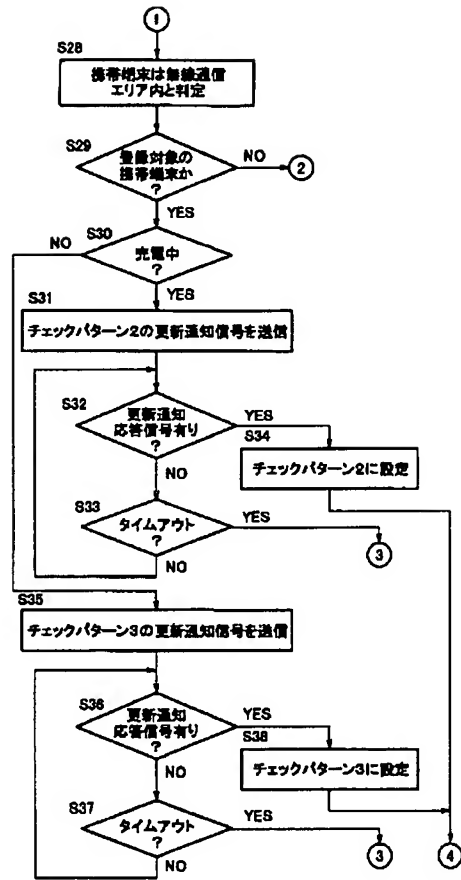 1
S28
携帯端末は無線通信
エリア内と判定
S29
登録対象の
携帯端末か
?
NO
2
YES
S30
NO
充電中
?
YES
S31
チェックパターン2の更新通知信号を送信
S32
更新通知
応答信号有り
?
YES
S34
チェックパターン2に設定
NO
S33
タイムアウト
?
YES
3
NO
S35
チェックパターン3の更新通知信号を送信
S36
更新通知
応答信号有り
?
YES
S38
チェックパターン3に設定
NO
S37
タイムアウト
?
YES
3
4
NO